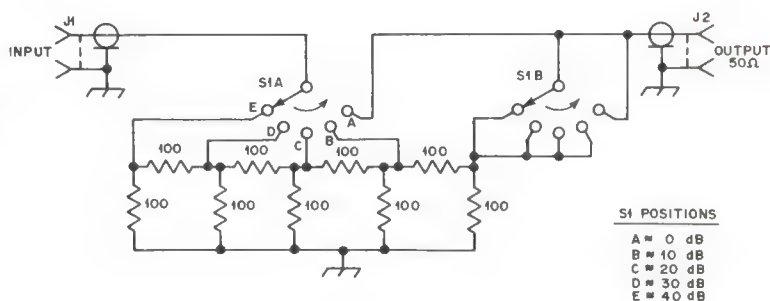 J1
J2
INPUT
OUTPUT
50Ω
S1A
S1B
E
D
C
B
A
100
100
100
100
100
100
100
100
100
S1 POSITIONS
A ≈ 0 dB
B ≈ 10 dB
C ≈ 20 dB
D ≈ 30 dB
E ≈ 40 dB